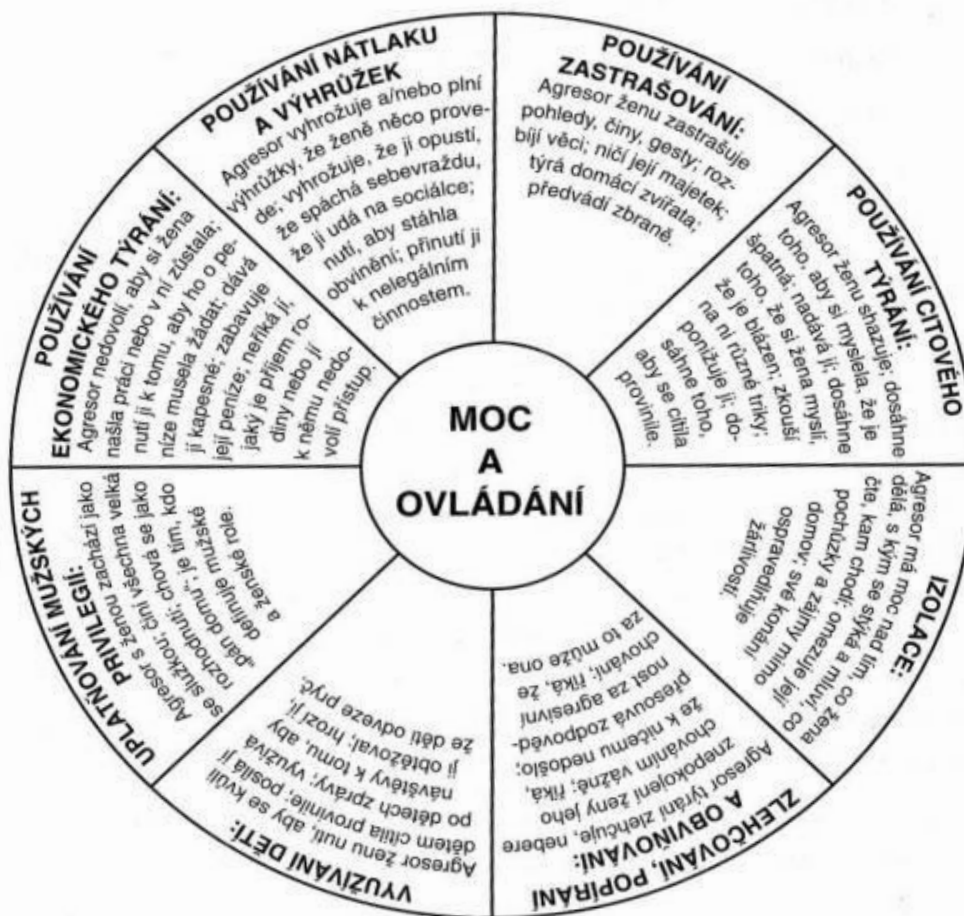 MOC
A
OVLÁDÁNÍ
POUŽÍVÁNÍ NÁTLAKU
A VÝHRŮŽEK
Agresor vyhrožuje a/nebo plní
výhrůžky, že ženě něco prove-
de; vyhrožuje, že ji opustí,
že spáchá sebevraždu,
že ji udá na sociálce;
nutí, aby stáhla
obvinění; přinutí ji
k nelegálním
činnostem.
POUŽÍVÁNÍ
ZASTRAŠOVÁNÍ:
Agresor ženu zastrašuje
pohledy, činy, gesty; roz-
bíjí věci; ničí její majetek;
týrá domácí zvířata;
předvádí zbraně.
POUŽÍVÁNÍ CITOVÉHO
TÝRÁNÍ:
Agresor ženu shazuje; dosáhne
toho, aby si myslela, že je
špatná; nadává jí; dosáhne
toho, že si žena myslí,
že je blázen; zkouší
na ni různé triky;
ponižuje ji; do-
sáhne toho,
aby se cítila
provinile.
IZOLACE:
Agresor má moc nad tím, co žena
dělá, s kým se stýká a mluví, co
čte, kam chodí; omezuje její
pochůzky a zájmy mimo
domov; své konání
ospravedlňuje
žárlivostí.
ZLEHČOVÁNÍ, POPÍRÁNÍ
A OBVIŇOVÁNÍ:
Agresor týrání zlehčuje, nebere
znepokojení ženy jeho
chováním vážně; říká,
že k ničemu nedošlo;
přesouvá zodpověd-
nost za agresivní
chování; říká, že
za to může ona.
VYUŽÍVÁNÍ DĚTÍ:
Agresor ženu nutí, aby se kvůli
dětem cítila provinile; posílá jí
po dětech zprávy; využívá
návštěvy k tomu, aby
ji obtěžoval; hrozí jí,
že děti odveze pryč.
UPLATŇOVÁNÍ MUŽSKÝCH
PRIVILEGIÍ:
Agresor s ženou zachází jako
se služkou; činí všechna velká
rozhodnutí; chová se jako
„pán domu“; je tím, kdo
definuje mužské
a ženské role.
POUŽÍVÁNÍ
EKONOMICKÉHO TÝRÁNÍ:
Agresor nedovolí, aby si žena
našla práci nebo v ní zůstala;
nutí ji k tomu, aby ho o pe-
níze musela žádat; dává
jí kapesné; zabavuje
její peníze; neříká jí,
jaký je příjem ro-
diny nebo jí
k němu nedo-
volí přístup.